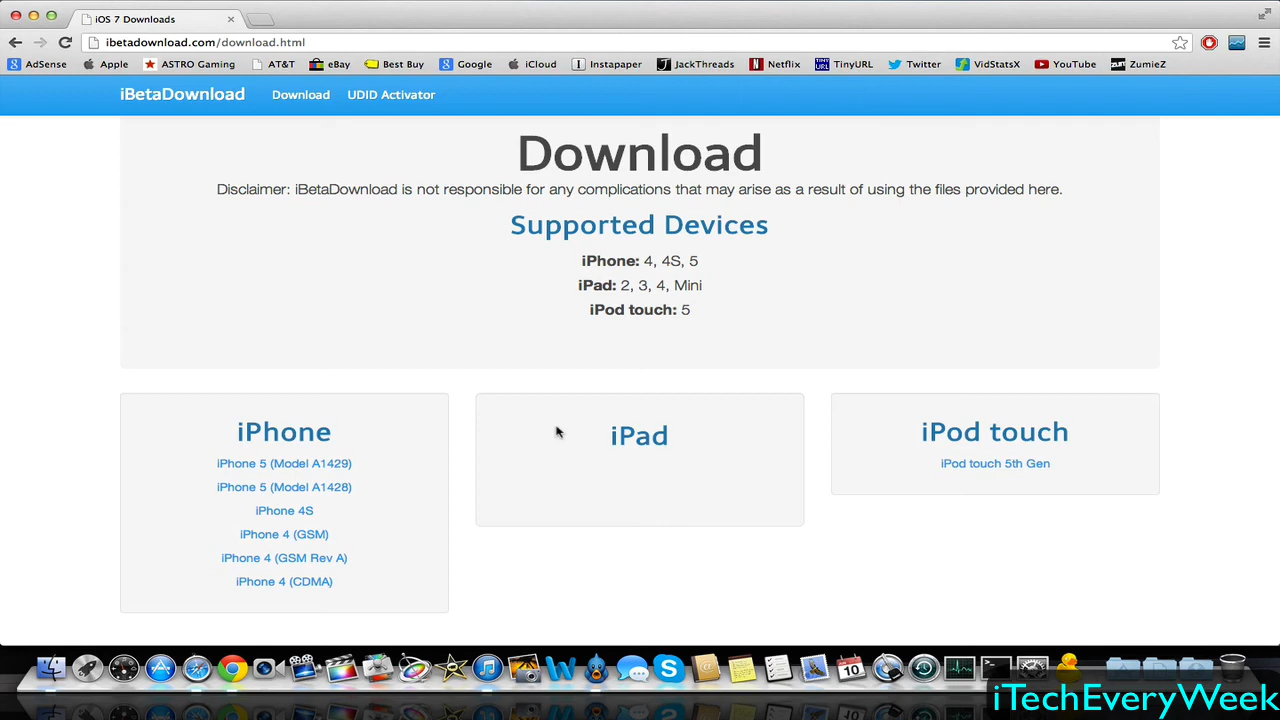 iOS 7 Downloads
ibetadownload.com/download.html
AdSense Apple ASTRO Gaming AT&T eBay Best Buy Google iCloud Instapaper JackThreads Netflix TinyURL Twitter VidStatsX YouTube ZumieZ
iBetaDownload Download UDID Activator
Download
Disclaimer: iBetaDownload is not responsible for any complications that may arise as a result of using the files provided here.
Supported Devices
iPhone: 4, 4S, 5
iPad: 2, 3, 4, Mini
iPod touch: 5
iPhone
iPhone 5 (Model A1429)
iPhone 5 (Model A1428)
iPhone 4S
iPhone 4 (GSM)
iPhone 4 (GSM Rev A)
iPhone 4 (CDMA)
iPad
iPod touch
iPod touch 5th Gen
10
iTechEveryWeek